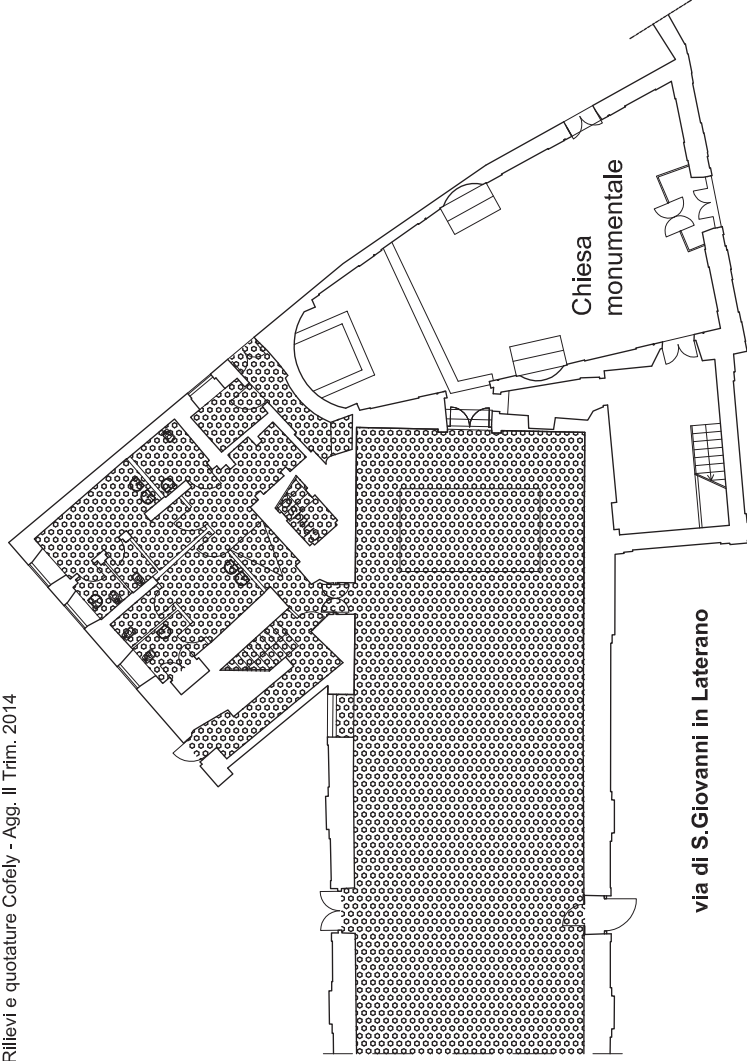 Rilievi e quotature Cofely - Agg. II Trim. 2014
Chiesa
monumentale
via di S.Giovanni in Laterano